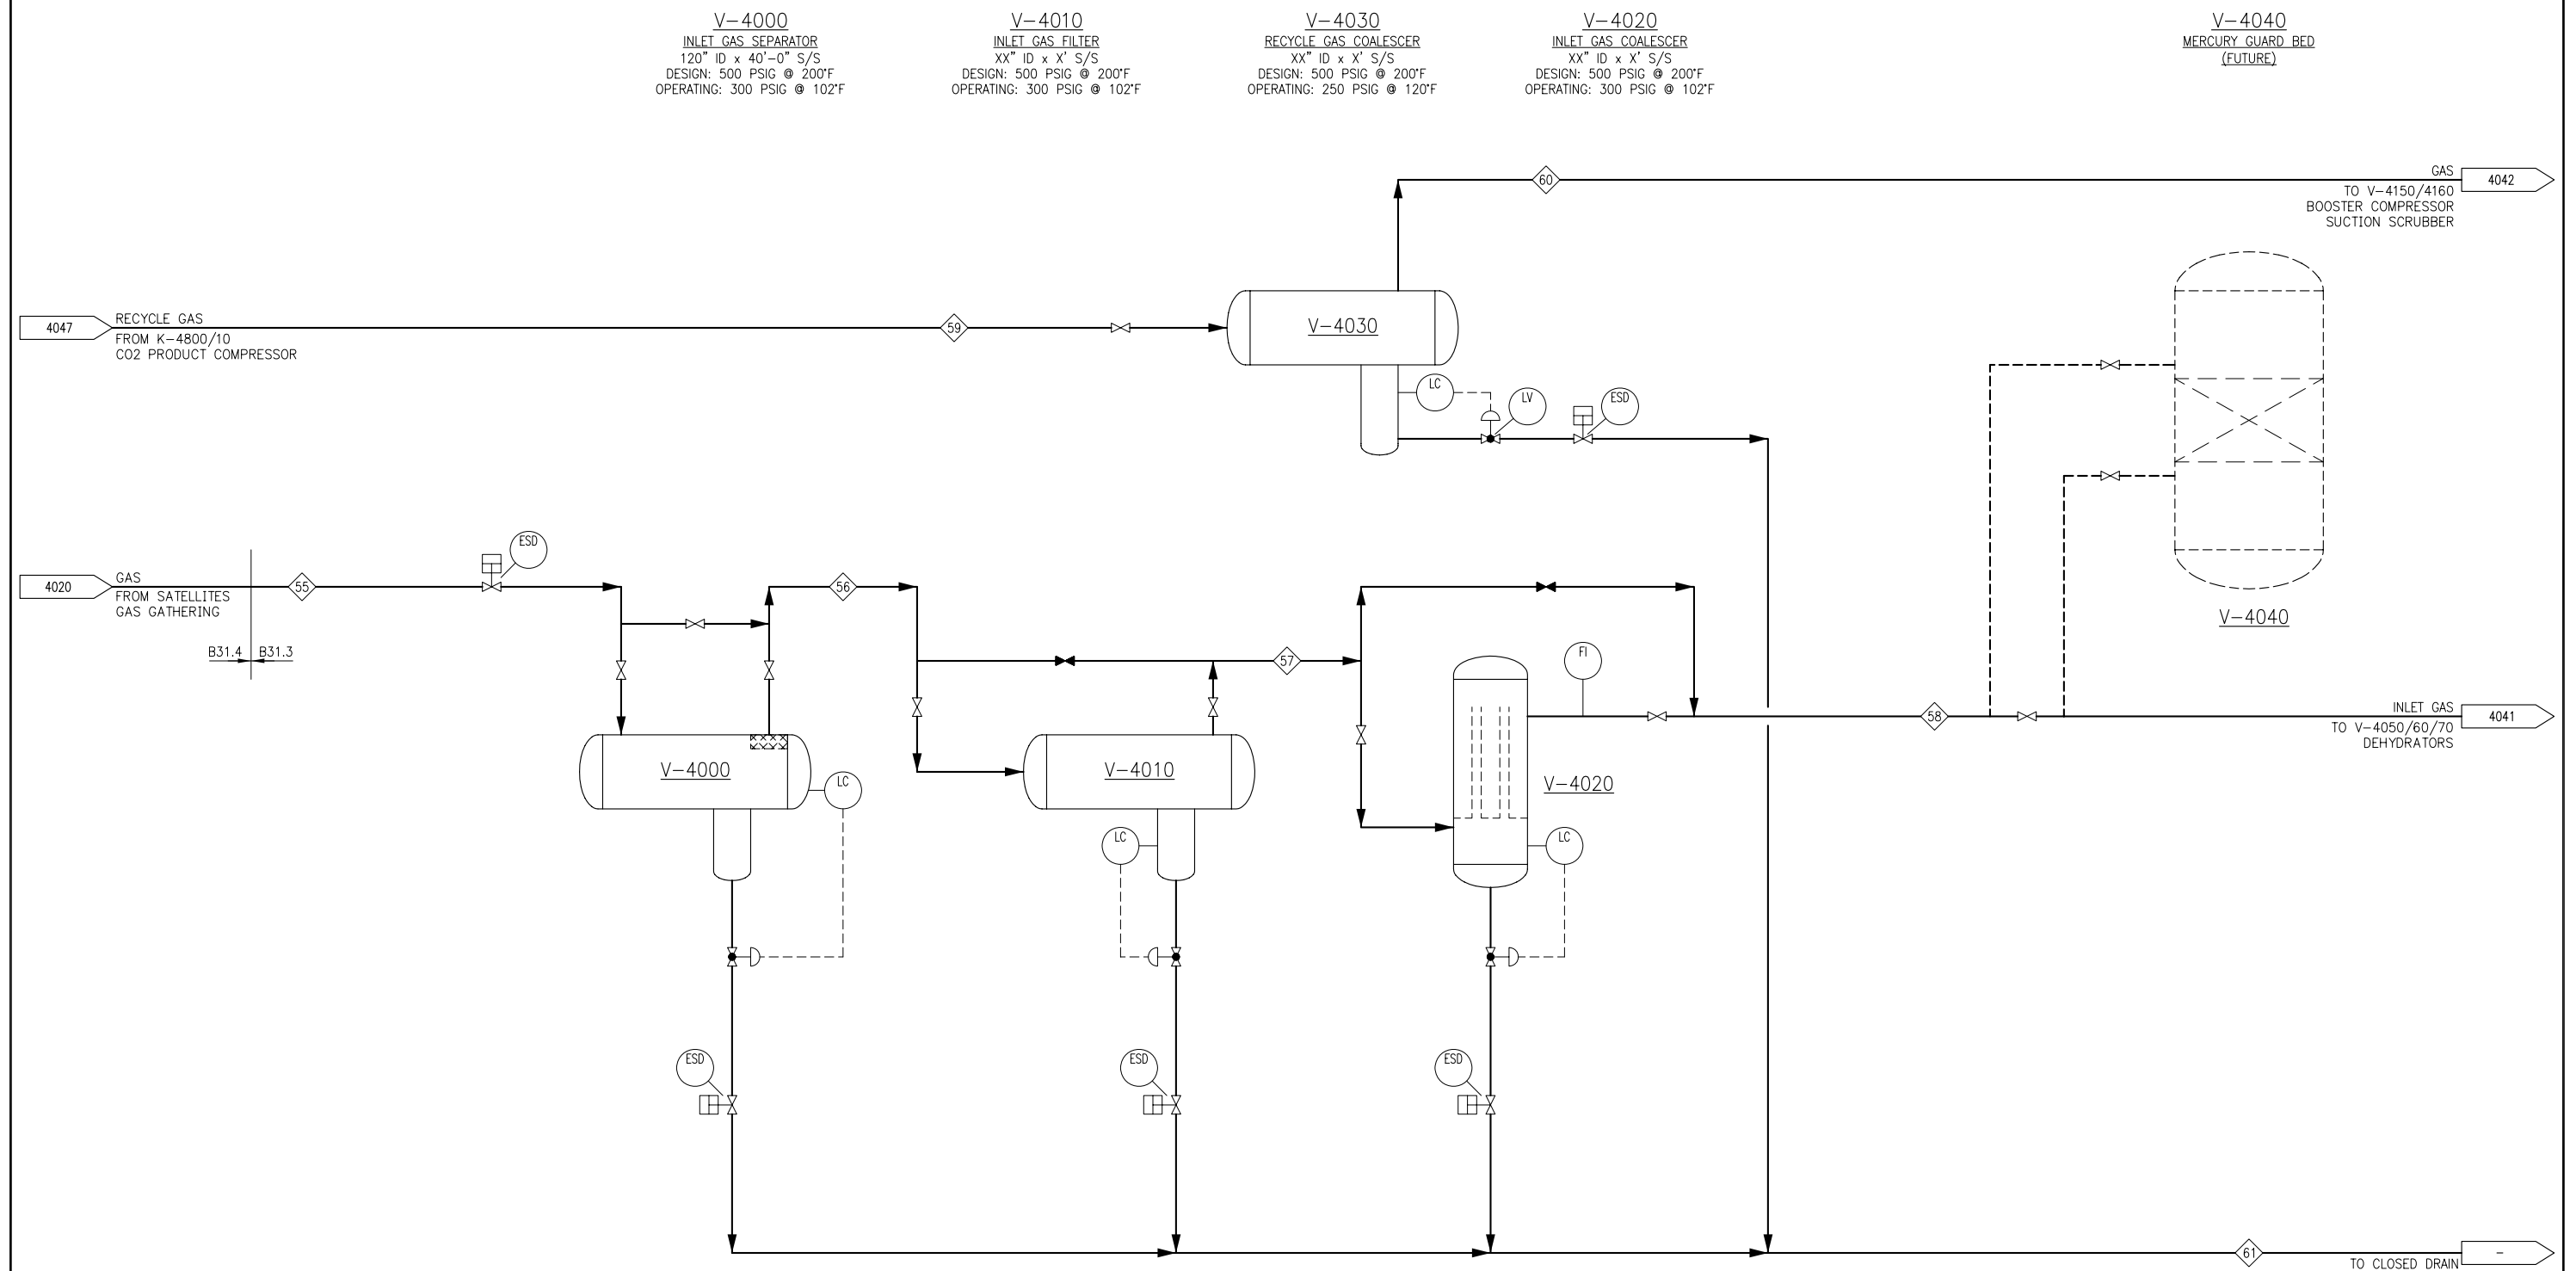 V-4000
INLET GAS SEPARATOR
120" ID x 40'-0" S/S
DESIGN: 500 PSIG @ 200°F
OPERATING: 300 PSIG @ 102°F
V-4010
INLET GAS FILTER
XX" ID x X' S/S
DESIGN: 500 PSIG @ 200°F
OPERATING: 300 PSIG @ 102°F
V-4030
RECYCLE GAS COALESCER
XX" ID x X' S/S
DESIGN: 500 PSIG @ 200°F
OPERATING: 250 PSIG @ 120°F
V-4020
INLET GAS COALESCER
XX" ID x X' S/S
DESIGN: 500 PSIG @ 200°F
OPERATING: 300 PSIG @ 102°F
V-4040
MERCURY GUARD BED
(FUTURE)
60
GAS
4042
TO V-4150/4160
BOOSTER COMPRESSOR
SUCTION SCRUBBER
4047
RECYCLE GAS
FROM K-4800/10
CO2 PRODUCT COMPRESSOR
59
V-4030
LC
LV
ESD
ESD
4020
GAS
FROM SATELLITES
GAS GATHERING
55
56
B31.4
B31.3
57
FI
V-4040
58
INLET GAS
4041
TO V-4050/60/70
DEHYDRATORS
V-4000
LC
V-4010
LC
V-4020
LC
ESD
ESD
ESD
61
TO CLOSED DRAIN
-